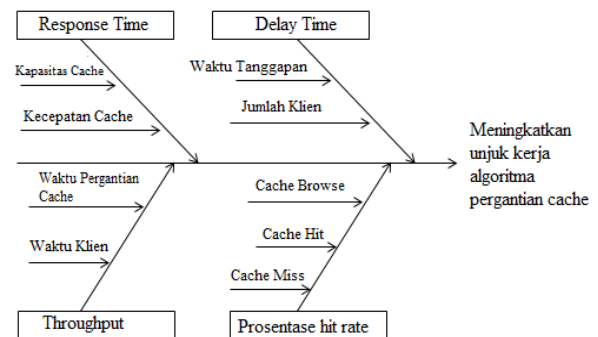 Response Time
Delay Time
Kapasitas Cache
Waktu Tanggapan
Kecepatan Cache
Jumlah Klien
Meningkatkan
unjuk kerja
algoritma
pergantian cache
Waktu Pergantian
Cache
Cache Browse
Waktu Klien
Cache Hit
Cache Miss
Throughput
Prosentase hit rate